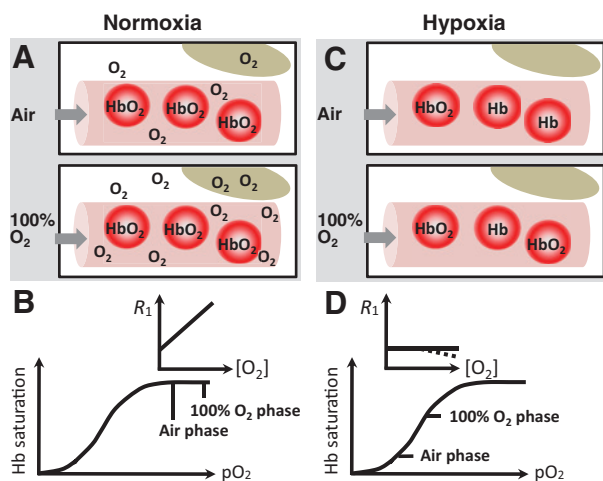 Normoxia
Hypoxia
A
O₂
O₂
O₂
Air
HbO₂
HbO₂
HbO₂
O₂
100%
O₂
O₂
O₂
O₂
O₂
O₂
O₂
HbO₂
HbO₂
HbO₂
O₂
O₂
O₂
C
Air
HbO₂
Hb
Hb
100%
O₂
HbO₂
Hb
HbO₂
B
R₁
[O₂]
Hb saturation
100% O₂ phase
Air phase
pO₂
D
R₁
[O₂]
Hb saturation
100% O₂ phase
Air phase
pO₂